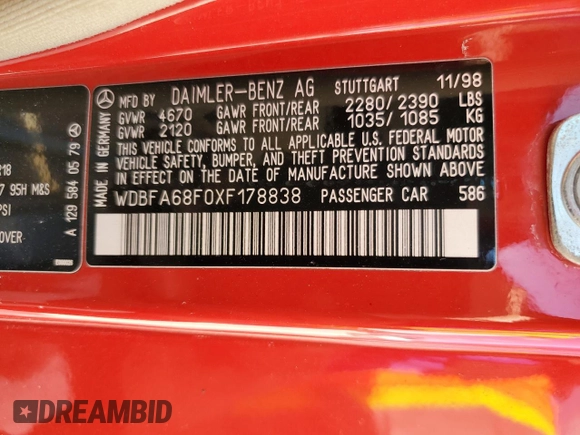 MFD BY DAIMLER-BENZ AG STUTTGART 11/98
GVWR 4670 GAWR FRONT/REAR 2280/2390 LBS
GVWR 2120 GAWR FRONT/REAR 1035/1085 KG
THIS VEHICLE CONFORMS TO ALL APPLICABLE U.S. FEDERAL MOTOR
VEHICLE SAFETY, BUMPER, AND THEFT PREVENTION STANDARDS
IN EFFECT ON THE DATE OF MANUFACTURE SHOWN ABOVE
WDBFA68F0XF178838 PASSENGER CAR 586
MADE IN GERMANY
A 129 584 05 79
R18
7 95H M&S
PSI
OVER
DREAMBID